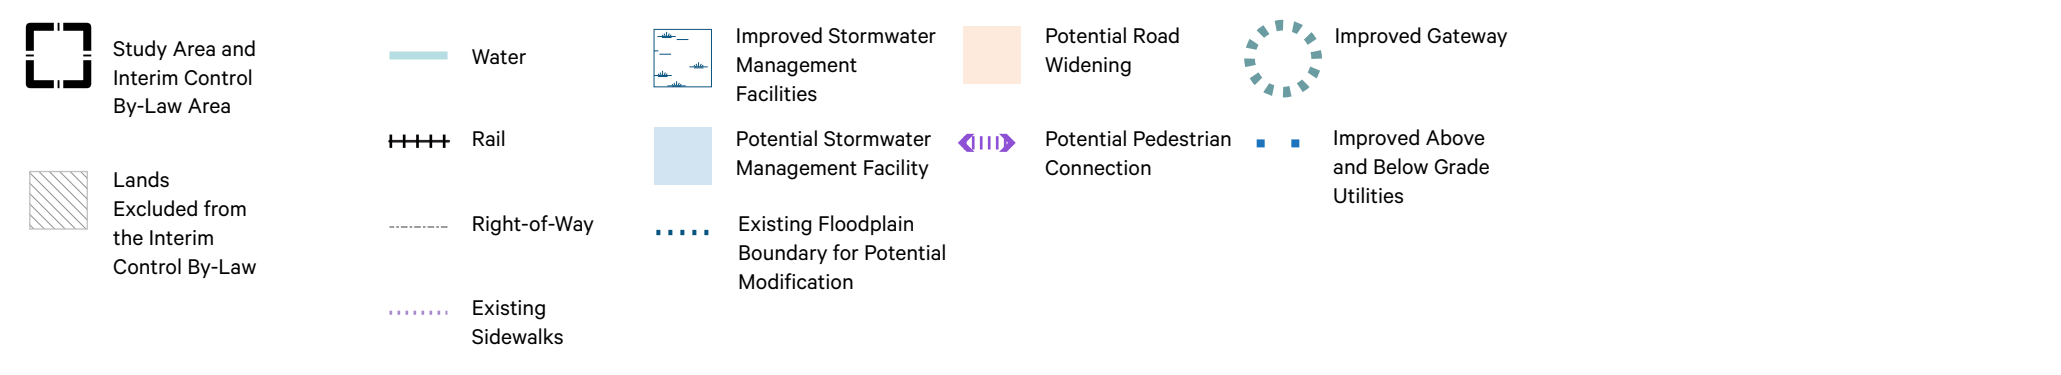 Study Area and
Interim Control
By-Law Area
Lands
Excluded from
the Interim
Control By-Law
Water
Rail
Right-of-Way
Existing
Sidewalks
Improved Stormwater
Management
Facilities
Potential Stormwater
Management Facility
Existing Floodplain
Boundary for Potential
Modification
Potential Road
Widening
Potential Pedestrian
Connection
Improved Gateway
Improved Above
and Below Grade
Utilities